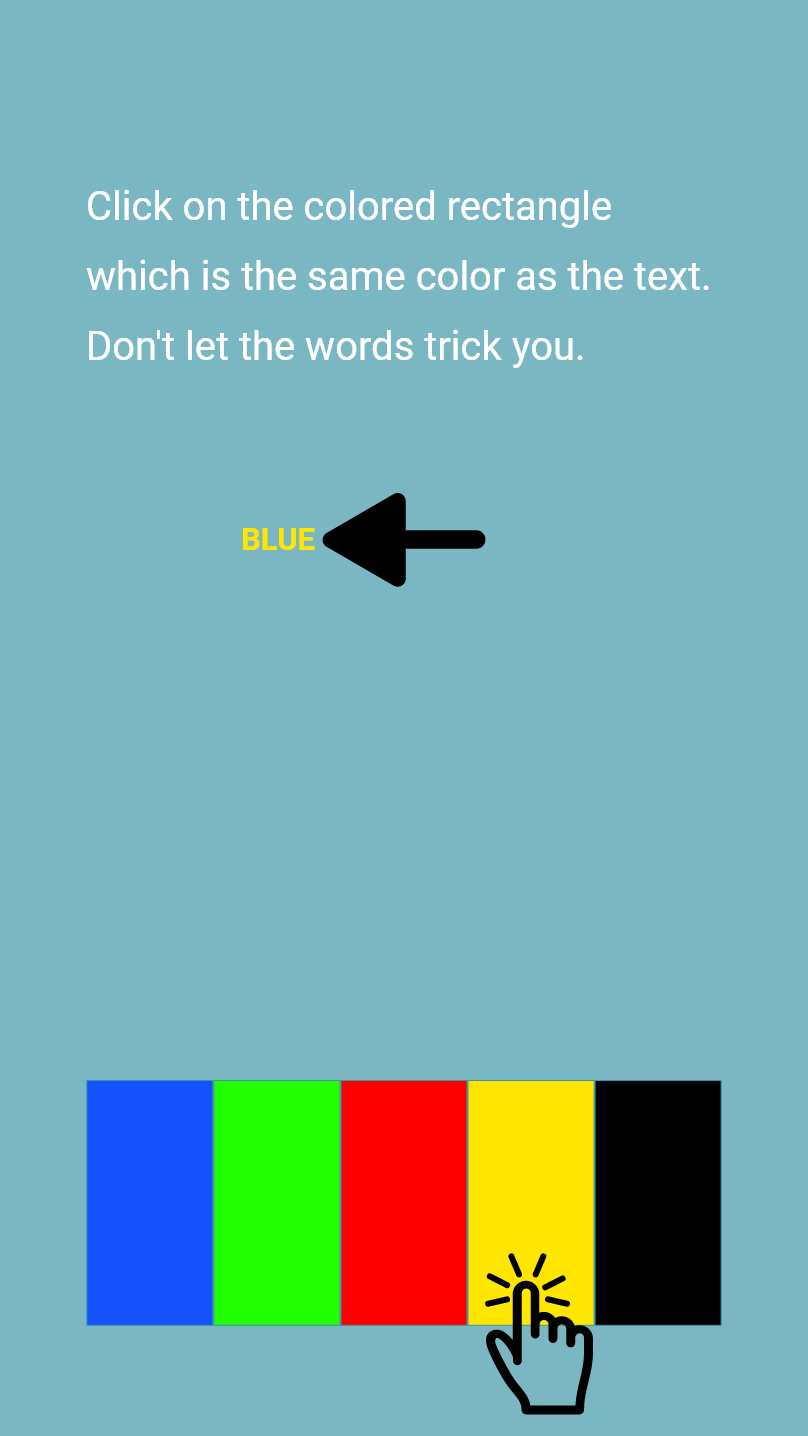 Click on the colored rectangle
which is the same color as the text.
Don't let the words trick you.
BLUE